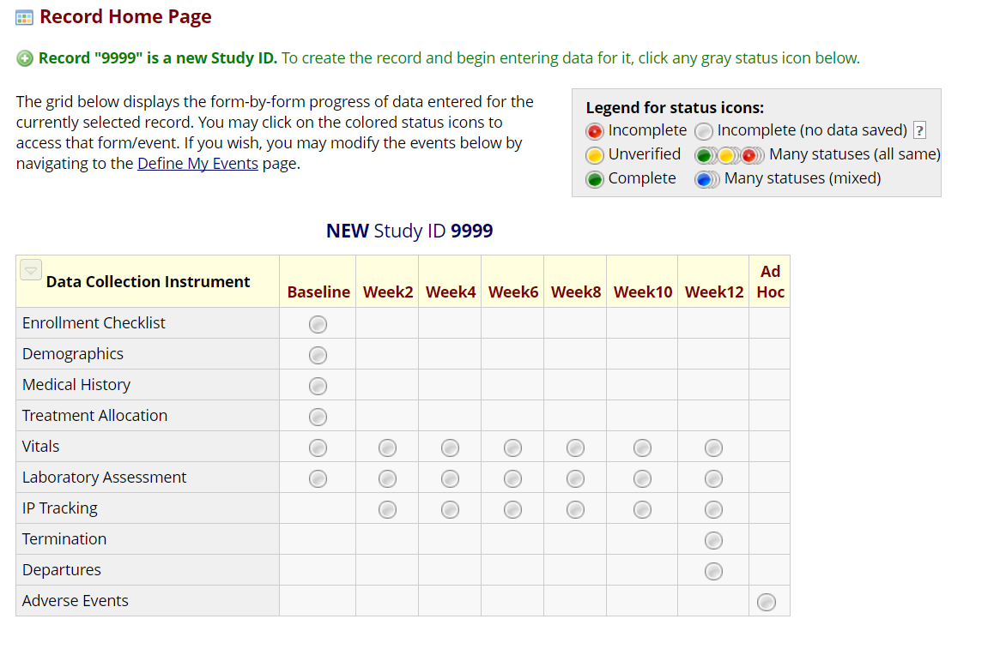 Record Home Page
Record "9999" is a new Study ID. To create the record and begin entering data for it, click any gray status icon below.
The grid below displays the form-by-form progress of data entered for the
currently selected record. You may click on the colored status icons to
access that form/event. If you wish, you may modify the events below by
navigating to the Define My Events page.
Legend for status icons:
Incomplete Incomplete (no data saved) ?
Unverified Many statuses (all same)
Complete Many statuses (mixed)
NEW Study ID 9999
Data Collection Instrument Baseline Week2 Week4 Week6 Week8 Week10 Week12 Ad Hoc
Enrollment Checklist
Demographics
Medical History
Treatment Allocation
Vitals
Laboratory Assessment
IP Tracking
Termination
Departures
Adverse Events